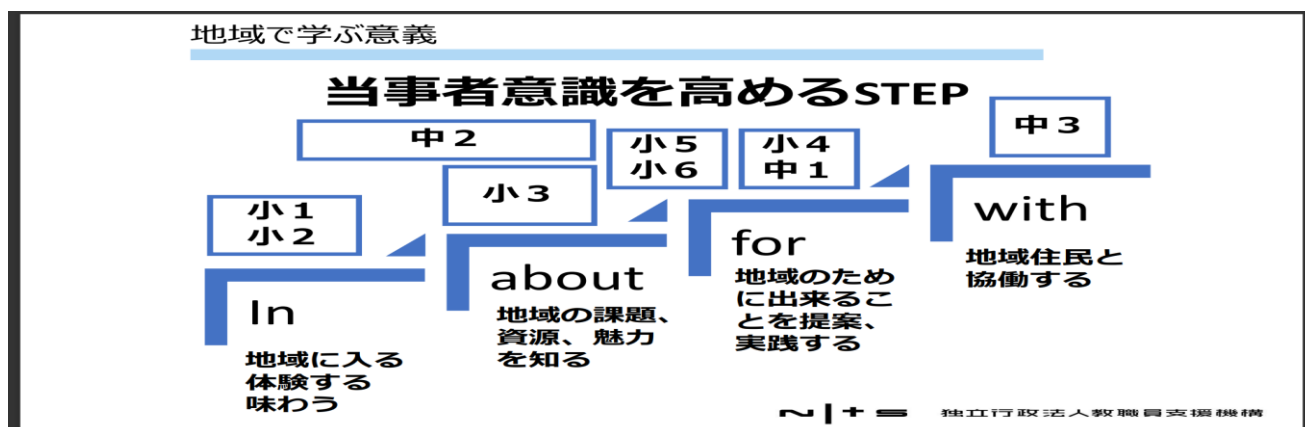 地域で学ぶ意義
当事者意識を高めるSTEP
小1
小2
In
地域に入る
体験する
味わう
中2
小3
about
地域の課題、
資源、魅力
を知る
小5
小6
小4
中1
for
地域のため
に出来るこ
とを提案、
実践する
中3
with
地域住民と
協働する
N|ts 独立行政法人教職員支援機構